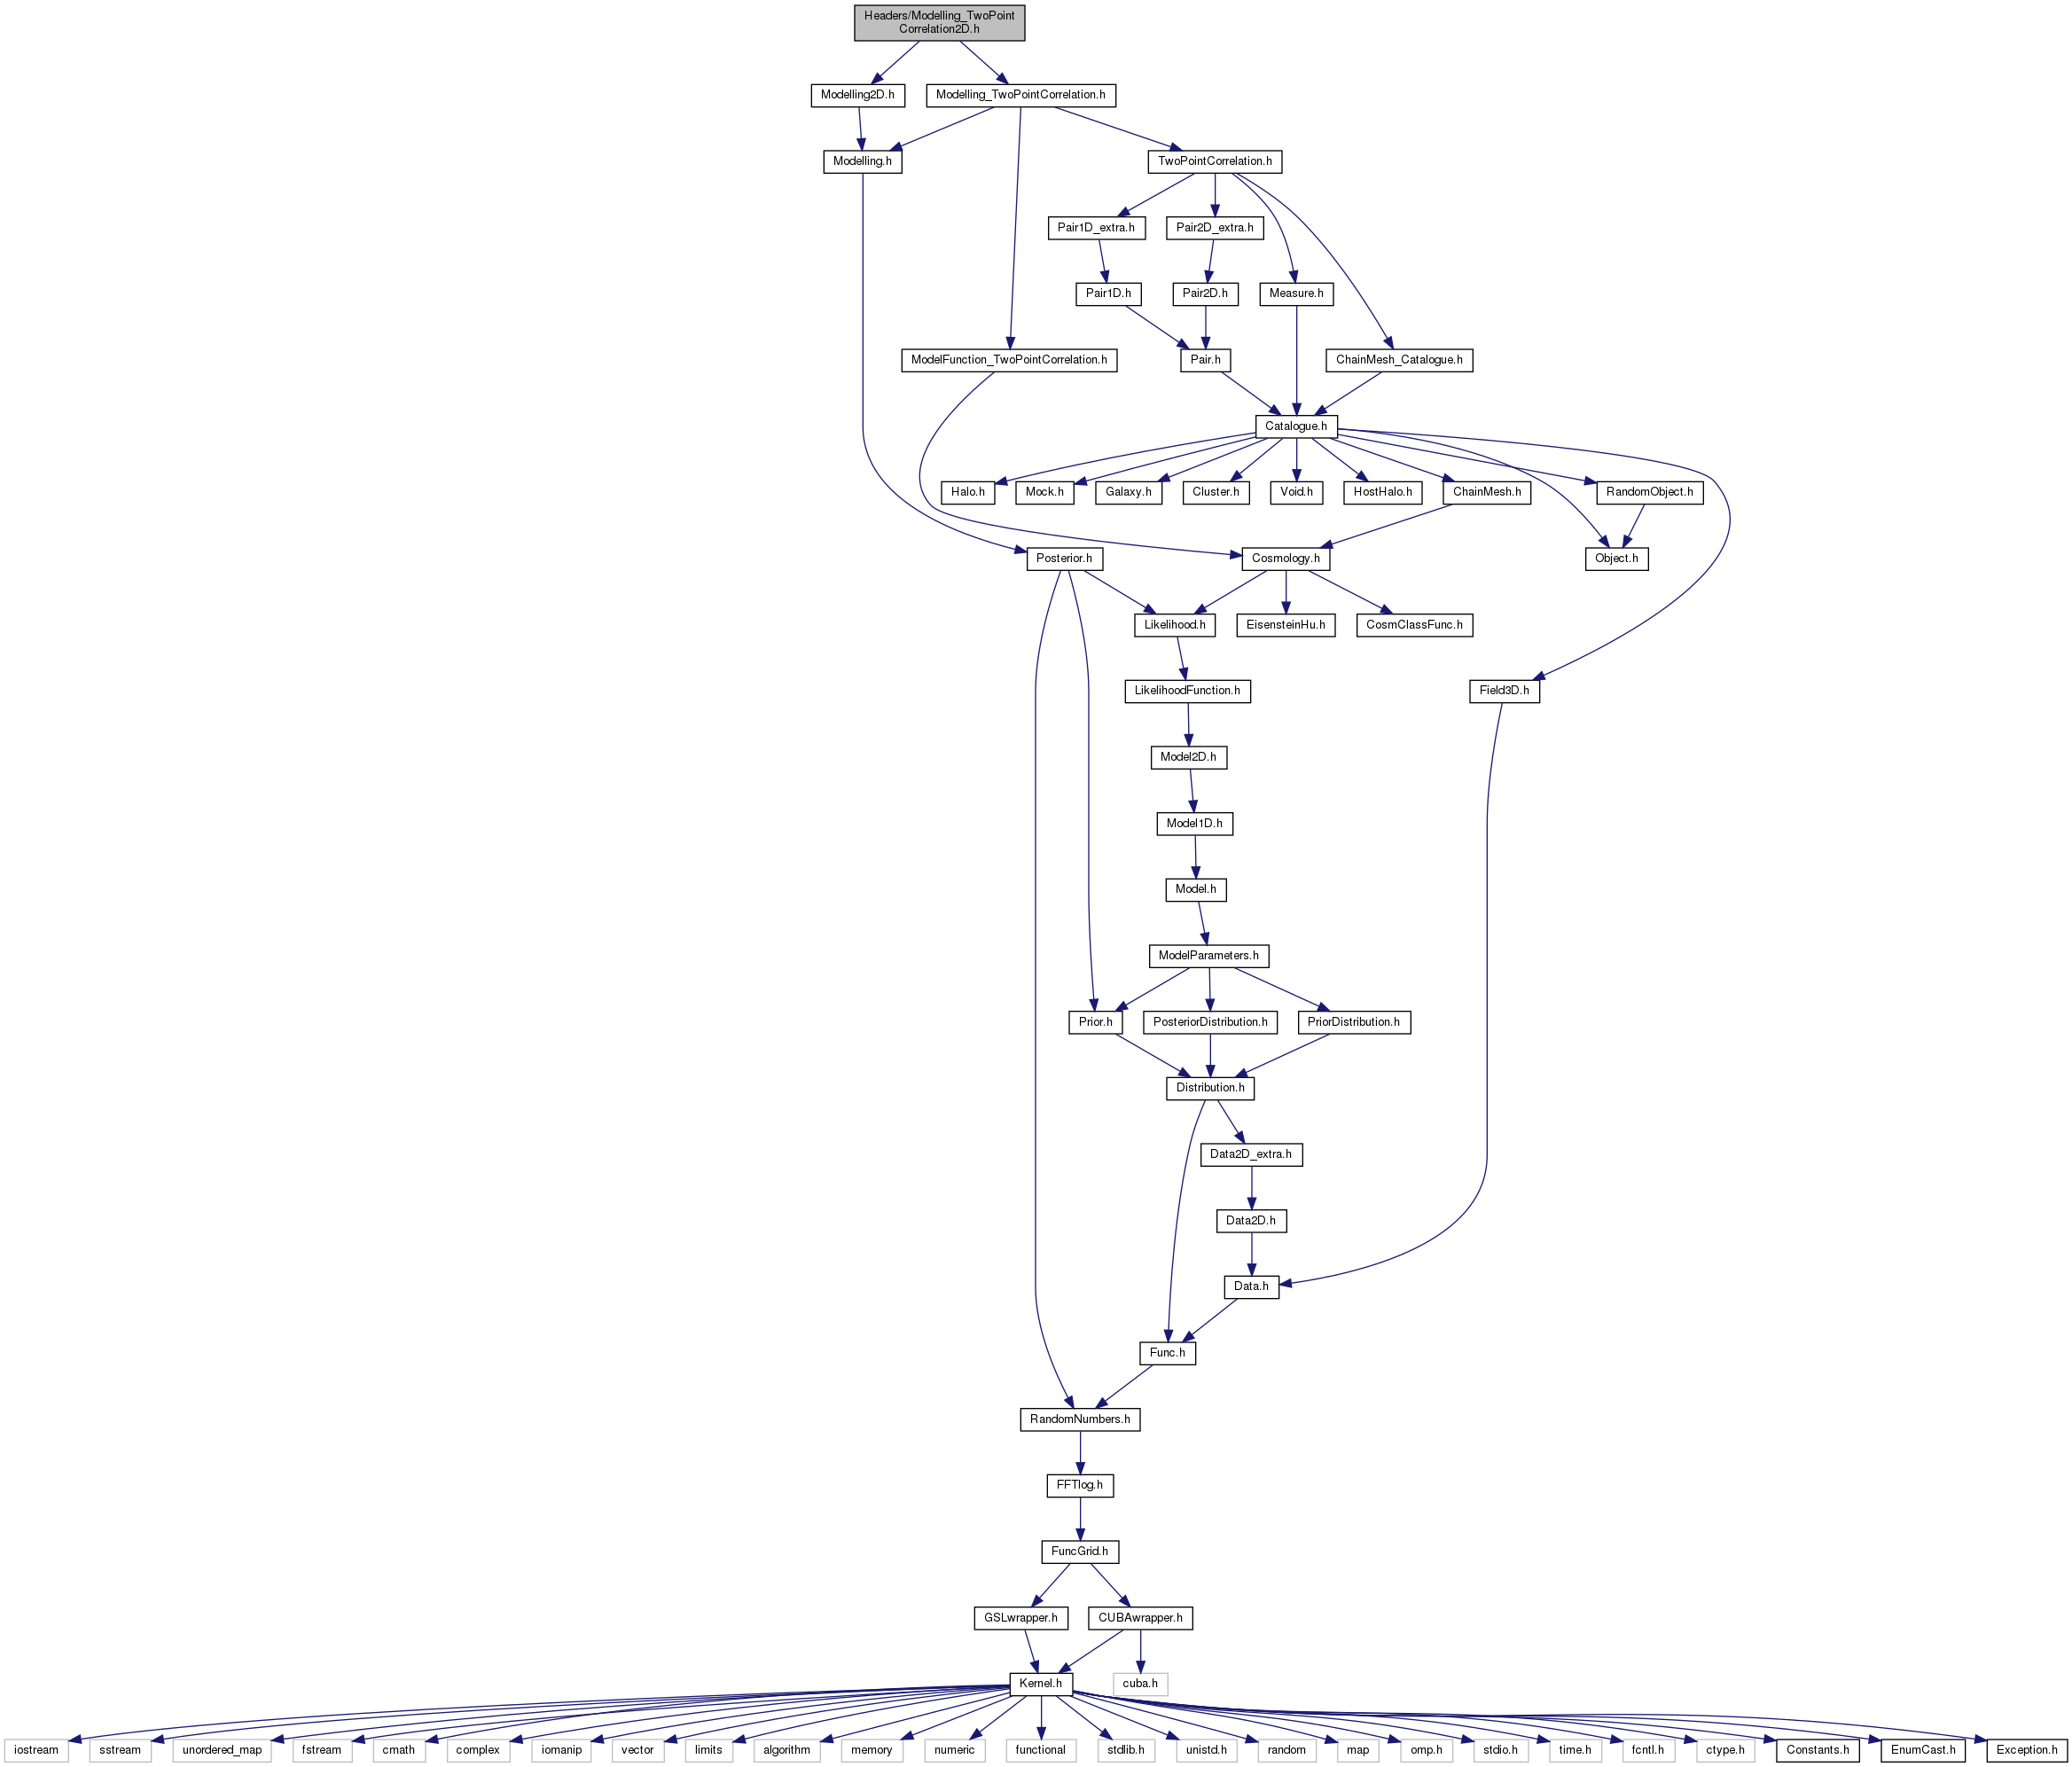 Headers/Modelling_TwoPoint
Correlation2D.h
Modelling2D.h
Modelling_TwoPointCorrelation.h
Modelling.h
TwoPointCorrelation.h
Pair1D_extra.h
Pair2D_extra.h
Pair1D.h
Pair2D.h
Measure.h
ModelFunction_TwoPointCorrelation.h
Pair.h
ChainMesh_Catalogue.h
Catalogue.h
Halo.h
Mock.h
Galaxy.h
Cluster.h
Void.h
HostHalo.h
ChainMesh.h
RandomObject.h
Posterior.h
Cosmology.h
Object.h
Likelihood.h
EisensteinHu.h
CosmClassFunc.h
LikelihoodFunction.h
Field3D.h
Model2D.h
Model1D.h
Model.h
ModelParameters.h
Prior.h
PosteriorDistribution.h
PriorDistribution.h
Distribution.h
Data2D_extra.h
Data2D.h
Data.h
Func.h
RandomNumbers.h
FFTlog.h
FuncGrid.h
GSLwrapper.h
CUBAwrapper.h
Kernel.h
cuba.h
iostream
sstream
unordered_map
fstream
cmath
complex
iomanip
vector
limits
algorithm
memory
numeric
functional
stdlib.h
unistd.h
random
map
omp.h
stdio.h
time.h
fcntl.h
ctype.h
Constants.h
EnumCast.h
Exception.h